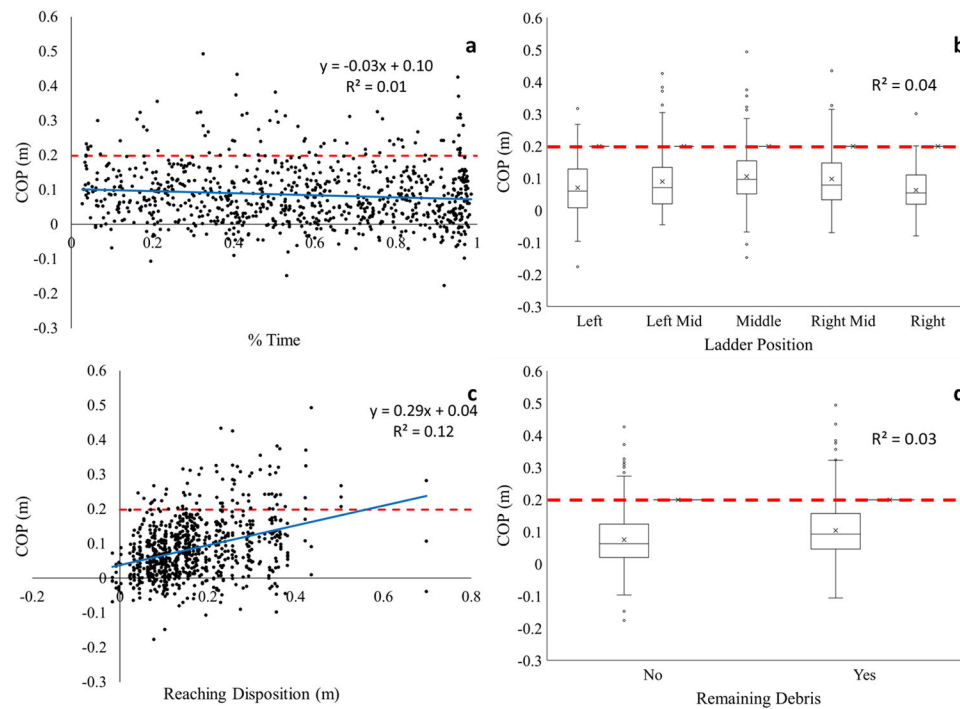 a
0.6
0.5
0.4
0.3
0.2
0.1
0
-0.1
-0.2
-0.3
COP (m)
y = -0.03x + 0.10
R² = 0.01
0 0.2 0.4 0.6 0.8 1
% Time
b
0.6
0.5
0.4
0.3
0.2
0.1
0
-0.1
-0.2
-0.3
COP (m)
R² = 0.04
Left Left Mid Middle Right Mid Right
Ladder Position
c
0.6
0.5
0.4
0.3
0.2
0.1
0
-0.1
-0.2
-0.3
COP (m)
y = 0.29x + 0.04
R² = 0.12
-0.2 0 0.2 0.4 0.6 0.8
Reaching Disposition (m)
d
0.6
0.5
0.4
0.3
0.2
0.1
0
-0.1
-0.2
-0.3
COP (m)
R² = 0.03
No Yes
Remaining Debris